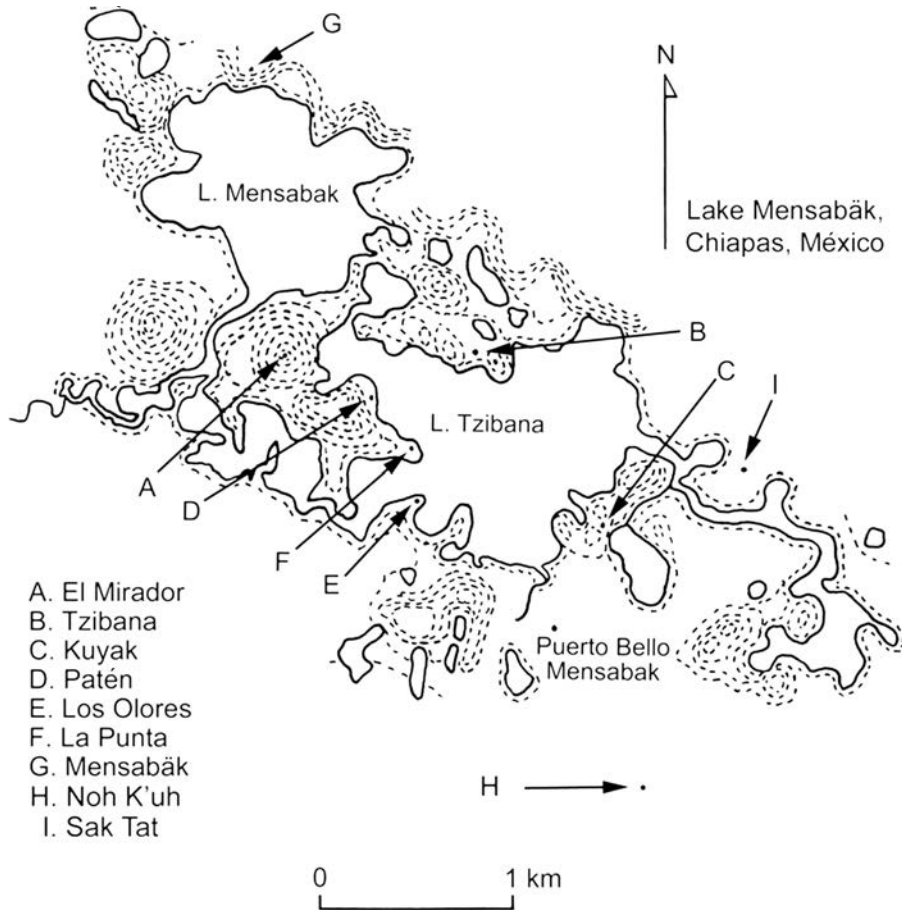 G
N
L. Mensabak
Lake Mensabäk,
Chiapas, México
B
C
I
L. Tzibana
A
D
F
E
A. El Mirador
B. Tzibana
C. Kuyak
D. Patén
E. Los Olores
F. La Punta
G. Mensabäk
H. Noh K'uh
I. Sak Tat
Puerto Bello
Mensabak
H
0 1 km